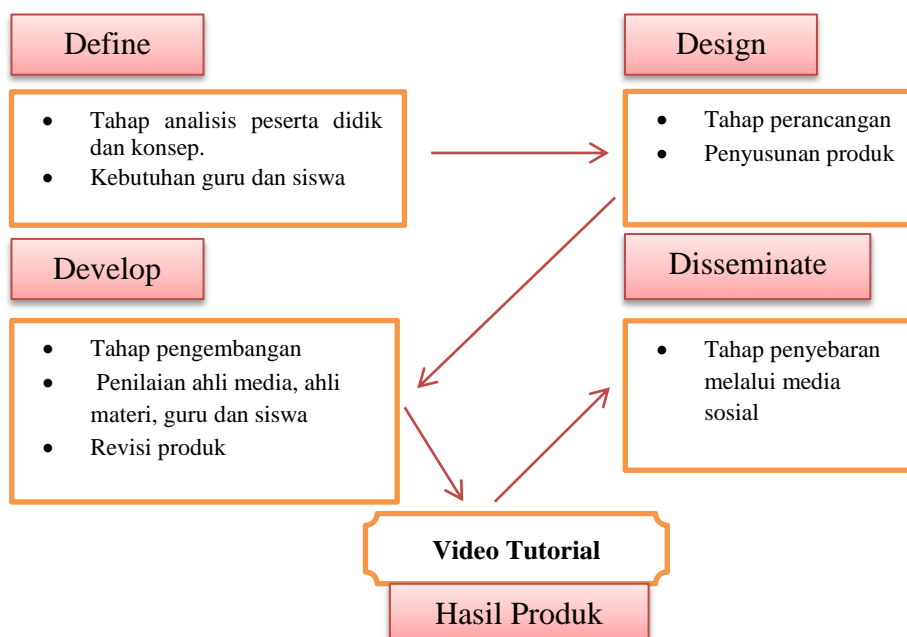 Define
• Tahap analisis peserta didik
dan konsep.
• Kebutuhan guru dan siswa
Design
• Tahap perancangan
• Penyusunan produk
Develop
• Tahap pengembangan
• Penilaian ahli media, ahli
materi, guru dan siswa
• Revisi produk
Disseminate
• Tahap penyebaran
melalui media
sosial
Video Tutorial
Hasil Produk